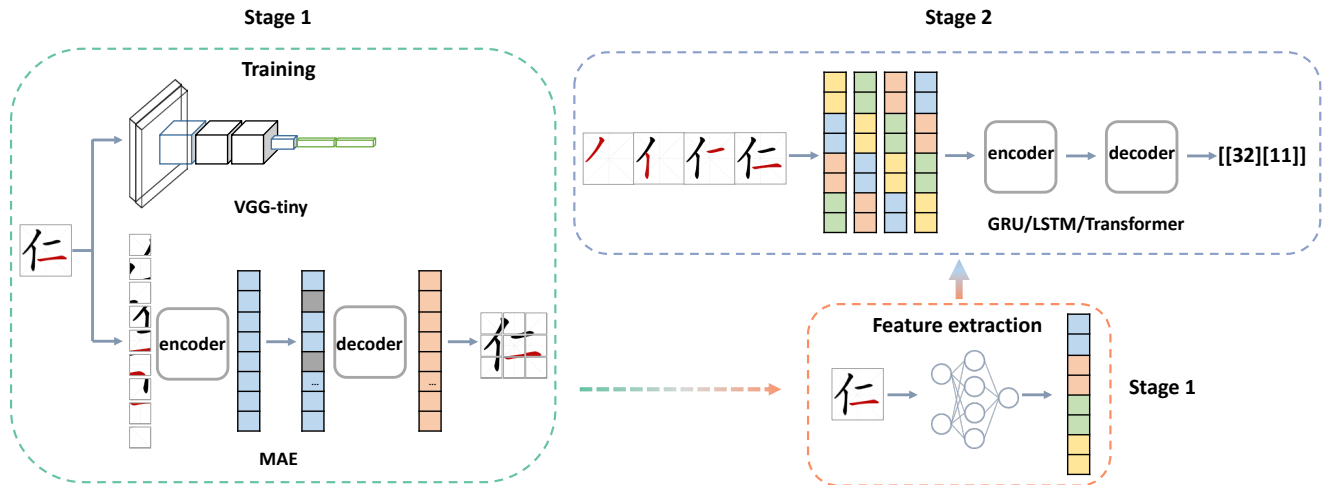 Stage 1
Training
VGG-tiny
仁
encoder
...
decoder
...
仁
MAE
Stage 2
仁
encoder
decoder
[[32][11]]
GRU/LSTM/Transformer
Feature extraction
仁
Stage 1